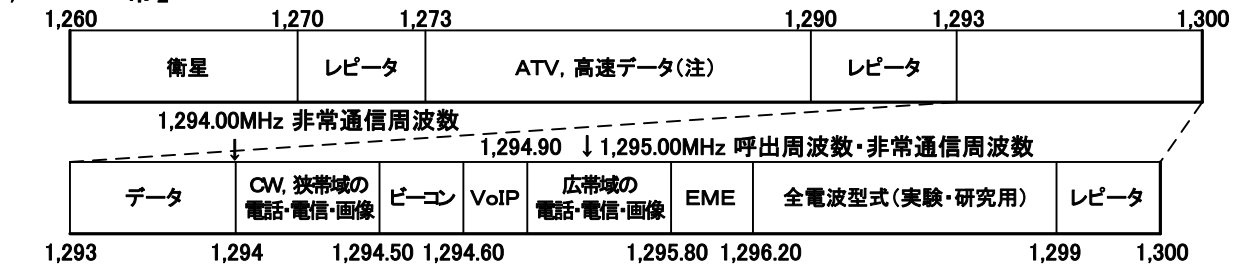 1,260 1,270 1,273 1,290 1,293 1,300
衛星 レピータ ATV, 高速データ(注) レピータ
1,294.00MHz 非常通信周波数
1,294.90 ↓ 1,295.00MHz 呼出周波数・非常通信周波数
↓
データ CW, 狭帯域の電話・電信・画像 ビーコン VoIP 広帯域の電話・電信・画像 EME 全電波型式(実験・研究用) レピータ
1,293 1,294 1,294.50 1,294.60 1,295.80 1,296.20 1,299 1,300